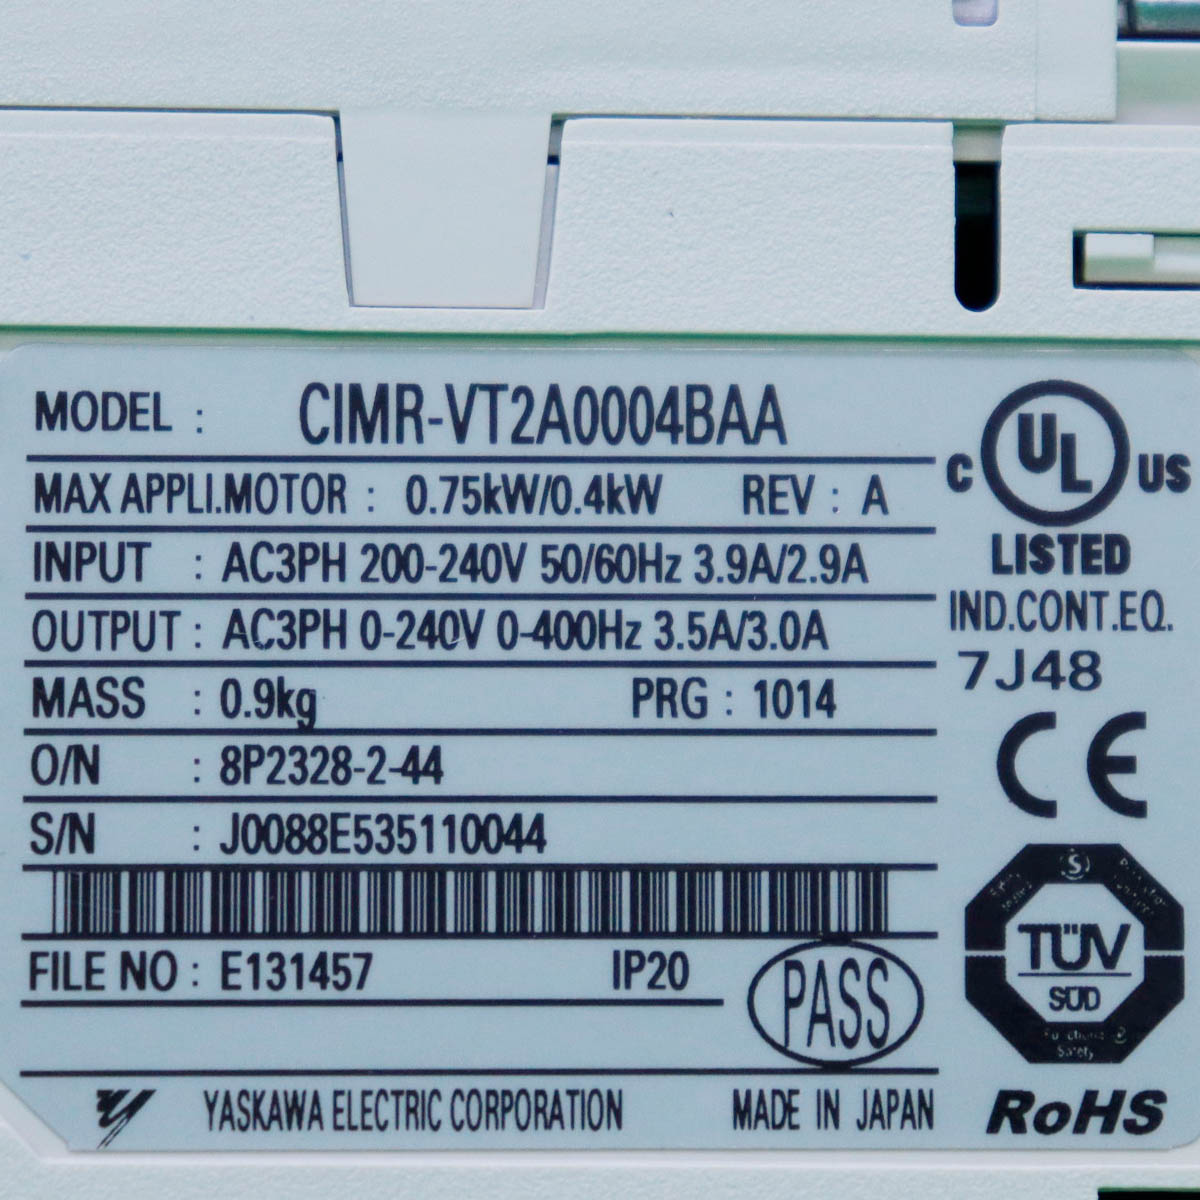 MODEL : CIMR-VT2A0004BAA
MAX APPLI.MOTOR : 0.75kW/0.4kW REV : A
INPUT : AC3PH 200-240V 50/60Hz 3.9A/2.9A
OUTPUT : AC3PH 0-240V 0-400Hz 3.5A/3.0A
MASS : 0.9kg PRG : 1014
O/N : 8P2328-2-44
S/N : J0088E535110044
FILE NO : E131457 IP20
PASS
YASKAWA ELECTRIC CORPORATION MADE IN JAPAN
C UL US
LISTED
IND.CONT.EQ.
7J48
CE
TÜV
SÜD
Safety
RoHS